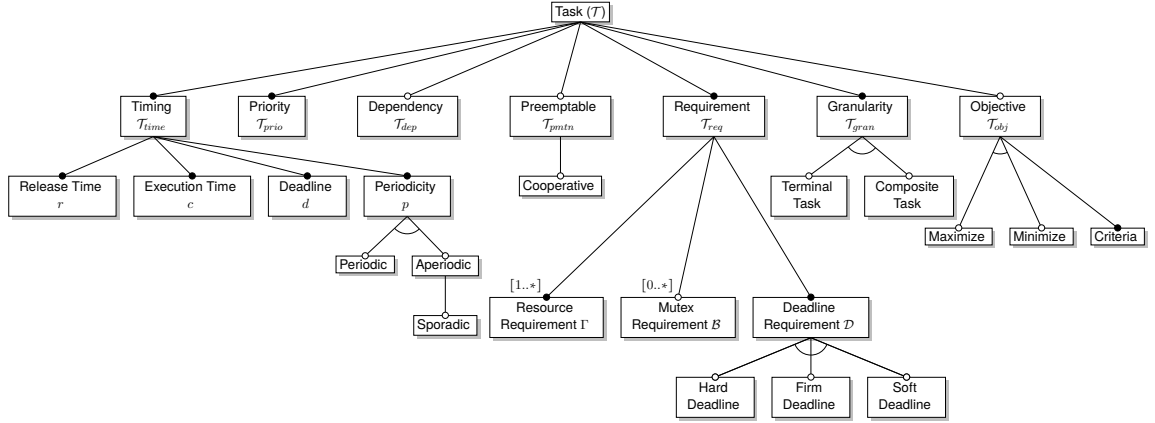 Task (𝒯)
Timing
𝒯time
Priority
𝒯prio
Dependency
𝒯dep
Preemptable
𝒯pmtn
Requirement
𝒯req
Granularity
𝒯gran
Objective
𝒯obj
Release Time
r
Execution Time
c
Deadline
d
Periodicity
p
Cooperative
Terminal
Task
Composite
Task
Maximize
Minimize
Criteria
Periodic
Aperiodic
Sporadic
[1..*]
Resource
Requirement Γ
[0..*]
Mutex
Requirement ℬ
Deadline
Requirement 𝒟
Hard
Deadline
Firm
Deadline
Soft
Deadline